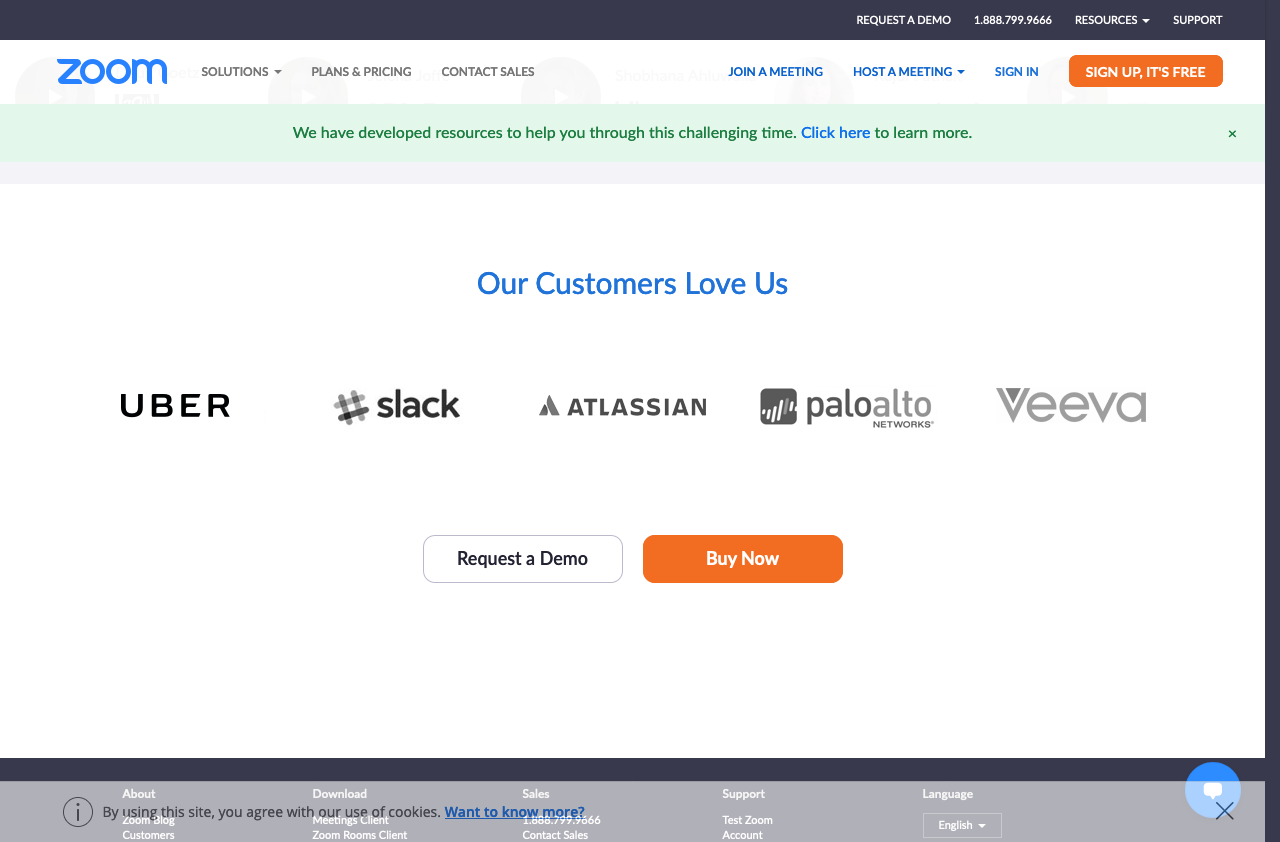 REQUEST A DEMO 1.888.799.9666 RESOURCES SUPPORT
zoom SOLUTIONS PLANS & PRICING CONTACT SALES JOIN A MEETING HOST A MEETING SIGN IN SIGN UP, IT'S FREE
We have developed resources to help you through this challenging time. Click here to learn more. ×
Our Customers Love Us
UBER slack ATLASSIAN paloalto NETWORKS Veeva
Request a Demo Buy Now
About Download Sales Support Language
By using this site, you agree with our use of cookies. Want to know more?
Zoom Blog Meetings Client 1.888.799.9666 Test Zoom English
Customers Zoom Rooms Client Contact Sales Account